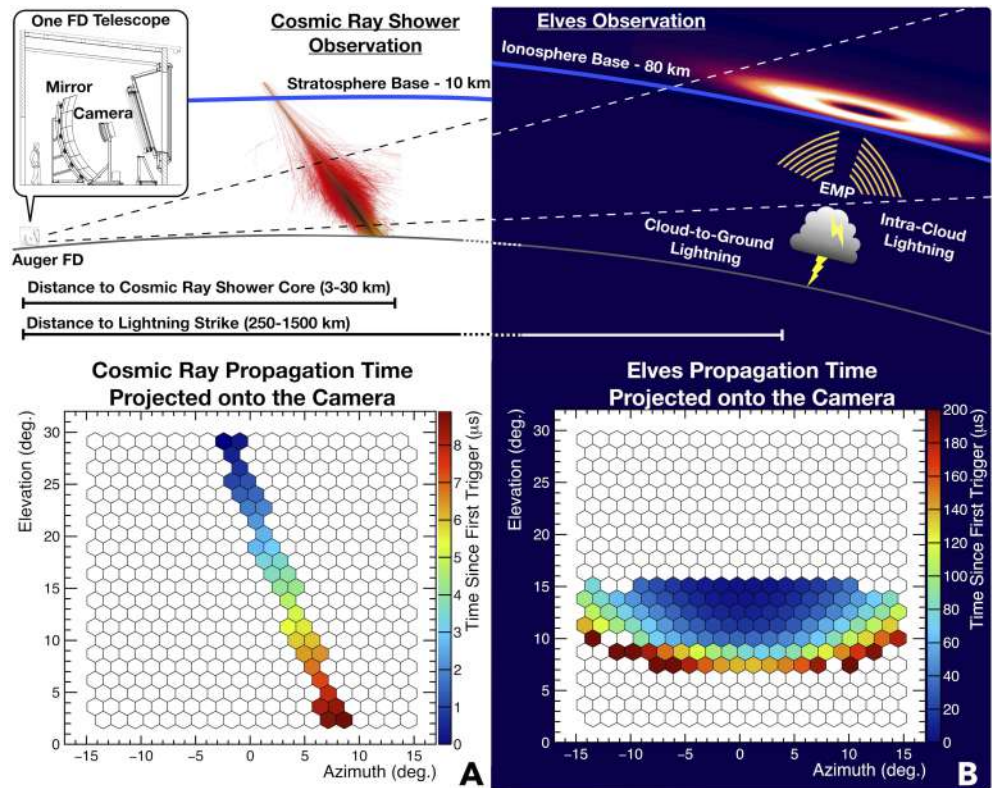 One FD Telescope
Mirror
Camera
Auger FD
Cosmic Ray Shower
Observation
Stratosphere Base - 10 km
Distance to Cosmic Ray Shower Core (3-30 km)
Distance to Lightning Strike (250-1500 km)
Elves Observation
Ionosphere Base - 80 km
EMP
Cloud-to-Ground
Lightning
Intra-Cloud
Lightning
Cosmic Ray Propagation Time
Projected onto the Camera
Elevation (deg.)
30
25
20
15
10
5
0
−15 −10 −5 0 5 10 15
Azimuth (deg.)
8
7
6
5
4
3
2
1
0
Time Since First Trigger (μs)
A
Elves Propagation Time
Projected onto the Camera
Elevation (deg.)
30
25
20
15
10
5
0
−15 −10 −5 0 5 10 15
Azimuth (deg.)
200
180
160
140
120
100
80
60
40
20
0
Time Since First Trigger (μs)
B